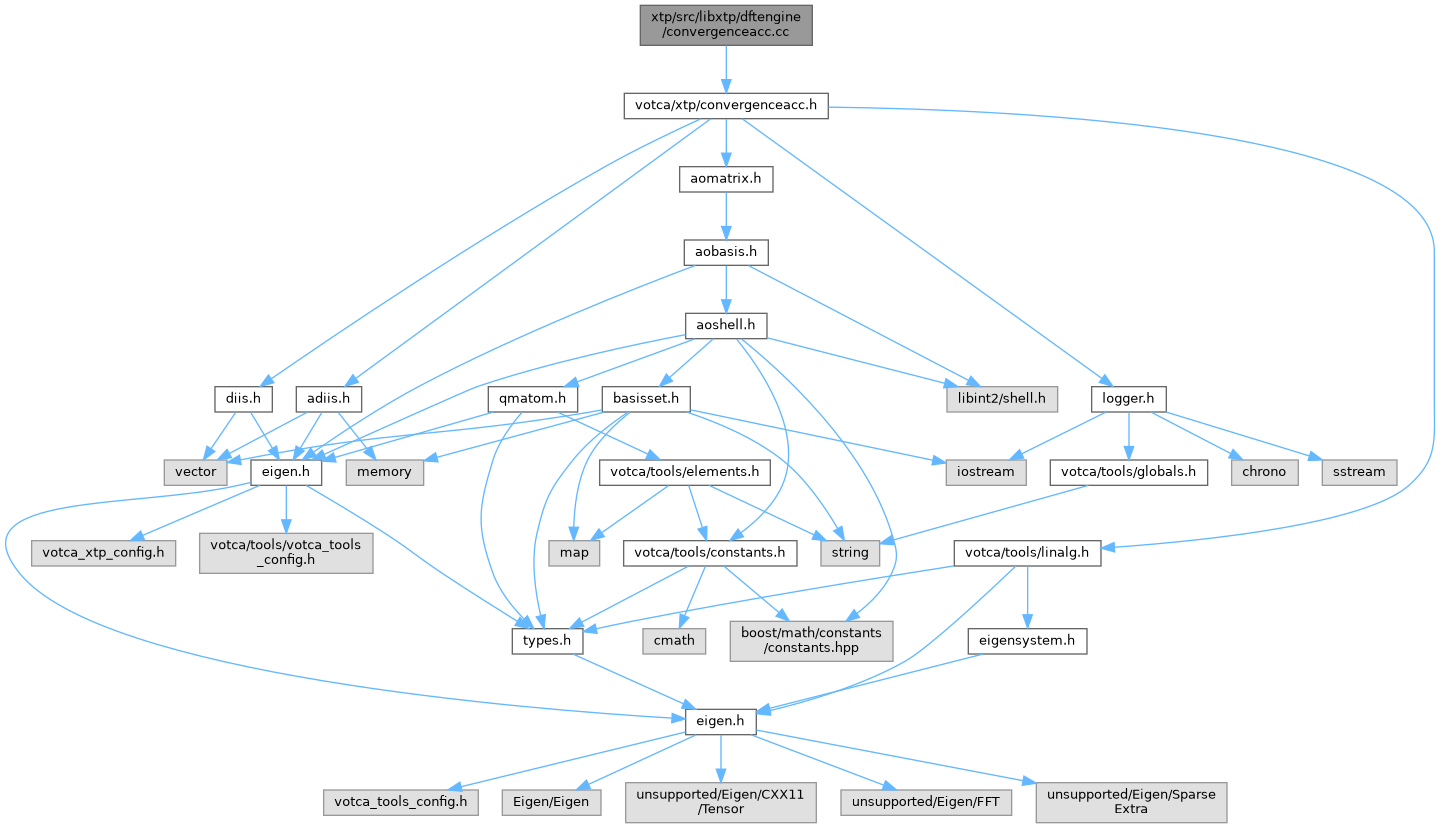 xtp/src/libxtp/dftengine
/convergenceacc.cc
votca/xtp/convergenceacc.h
aomatrix.h
aobasis.h
aoshell.h
diis.h
adiis.h
qmatom.h
basisset.h
libint2/shell.h
logger.h
vector
eigen.h
memory
votca/tools/elements.h
iostream
votca/tools/globals.h
chrono
sstream
votca_xtp_config.h
votca/tools/votca_tools
_config.h
map
votca/tools/constants.h
string
votca/tools/linalg.h
types.h
cmath
boost/math/constants
/constants.hpp
eigensystem.h
eigen.h
votca_tools_config.h
Eigen/Eigen
unsupported/Eigen/CXX11
/Tensor
unsupported/Eigen/FFT
unsupported/Eigen/Sparse
Extra